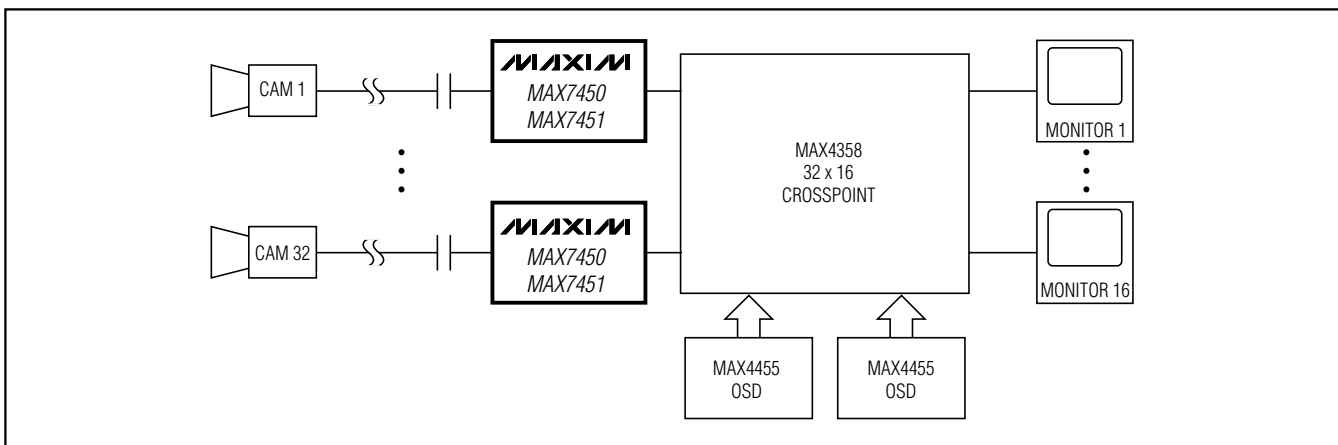 CAM 1
MAXIM
MAX7450
MAX7451
MAX4358
32 x 16
CROSSPOINT
MONITOR 1
CAM 32
MAXIM
MAX7450
MAX7451
MONITOR 16
MAX4455
OSD
MAX4455
OSD